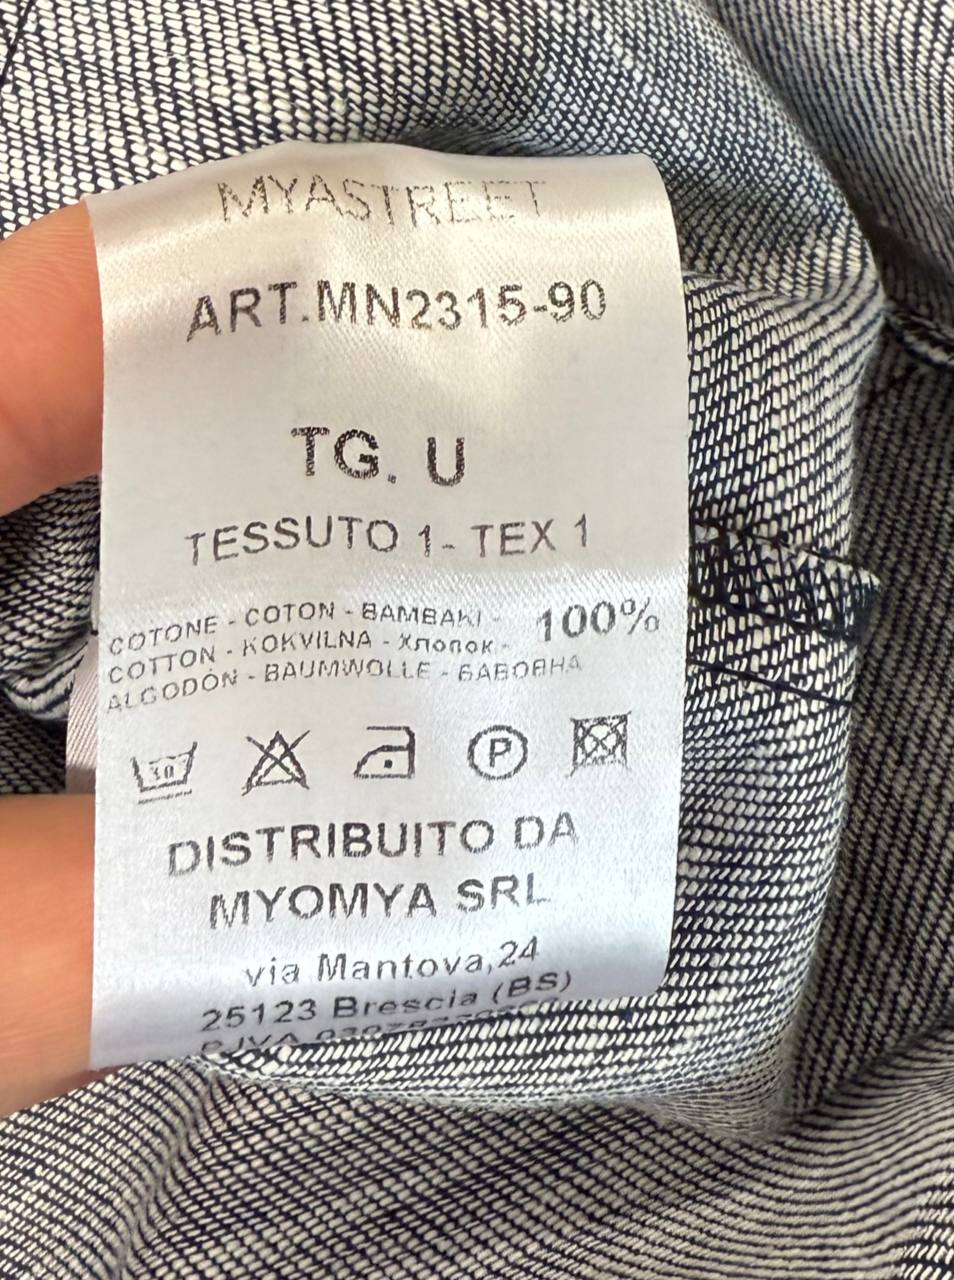 MYASTREET
ART.MN2315-90
TG. U
TESSUTO 1- TEX 1
COTONE - COTON - BAMBAKI - 100%
COTTON - KOKVILNA - Хлопок -
ALGODÓN - BAUMWOLLE - БАВОВНА
30
P
DISTRIBUITO DA
MYOMYA SRL
via Mantova,24
25123 Brescia (BS)
P.IVA